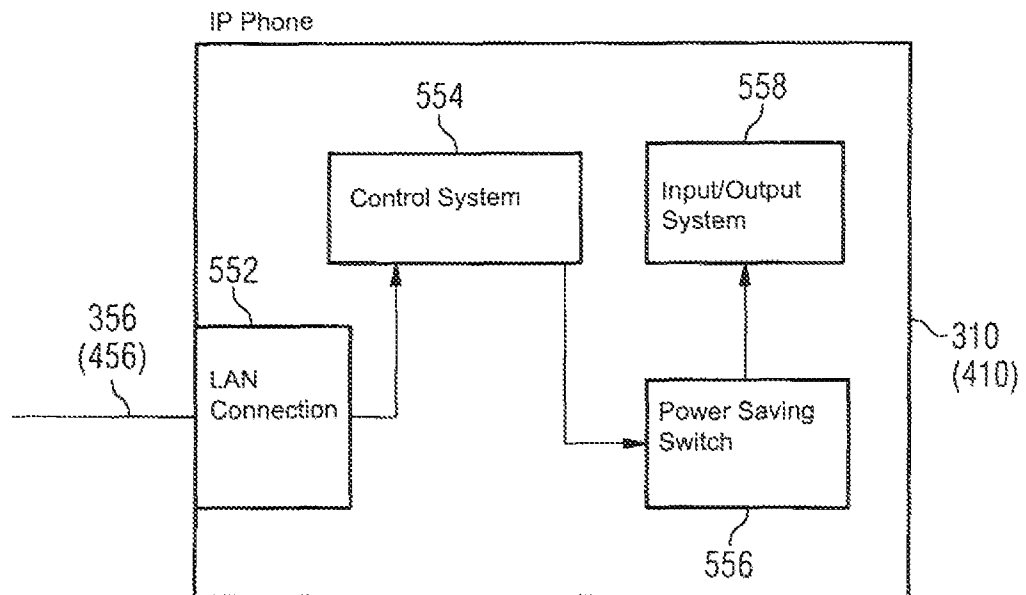 IP Phone
554
558
Control System
Input/Output
System
552
356
(456)
LAN
Connection
310
(410)
Power Saving
Switch
556